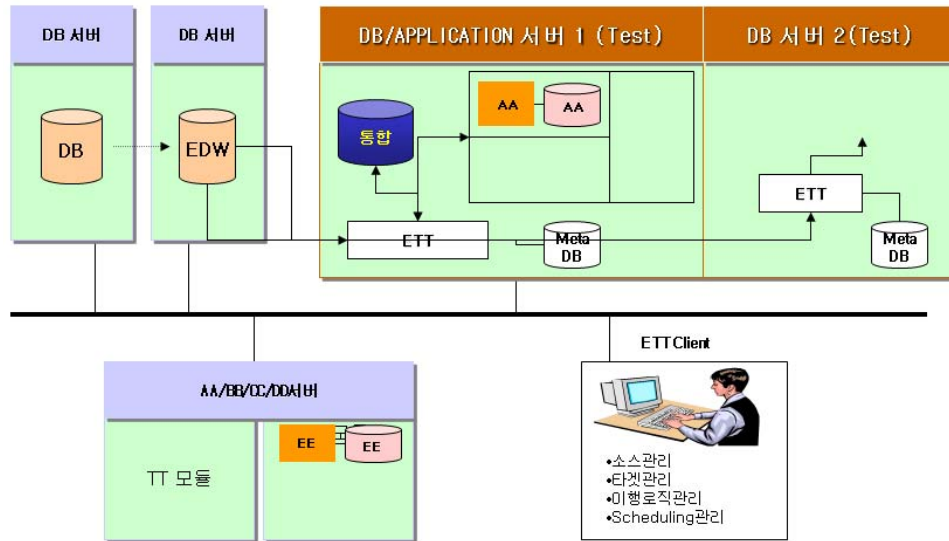 DB 서버
DB 서버
DB/APPLICATION 서버 1 (Test)
DB 서버 2(Test)
DB
EDW
통합
AA
AA
ETT
Meta
DB
ETT
Meta
DB
ETT Client
AA/BB/CC/DD서버
TT 모듈
EE
EE
•소스관리
•타겟관리
•이행로직관리
•Scheduling관리